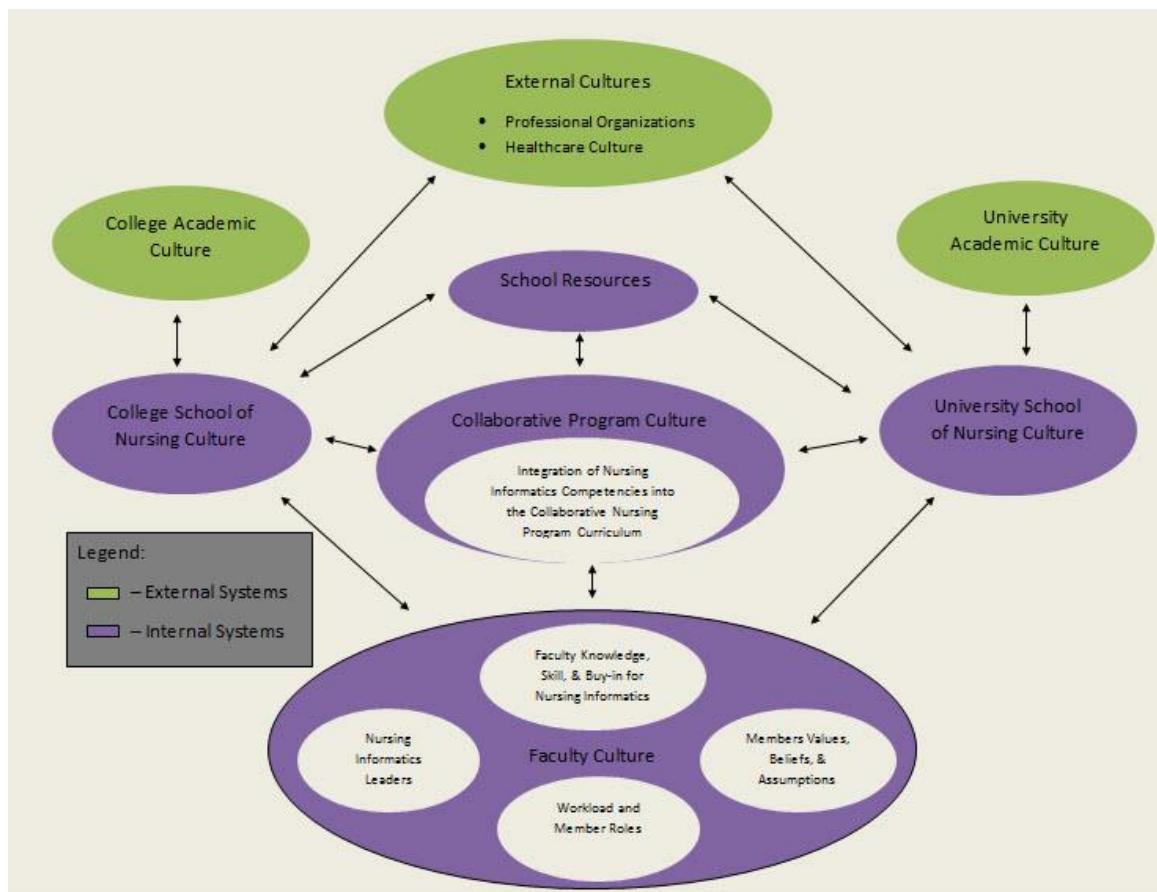 External Cultures
• Professional Organizations
• Healthcare Culture
College Academic
Culture
University
Academic Culture
School Resources
College School of
Nursing Culture
Collaborative Program Culture
University School
of Nursing Culture
Integration of Nursing
Informatics Competencies into
the Collaborative Nursing
Program Curriculum
Legend:
– External Systems
– Internal Systems
Faculty Knowledge,
Skill, & Buy-in for
Nursing Informatics
Nursing
Informatics
Leaders
Faculty Culture
Members Values,
Beliefs, &
Assumptions
Workload and
Member Roles